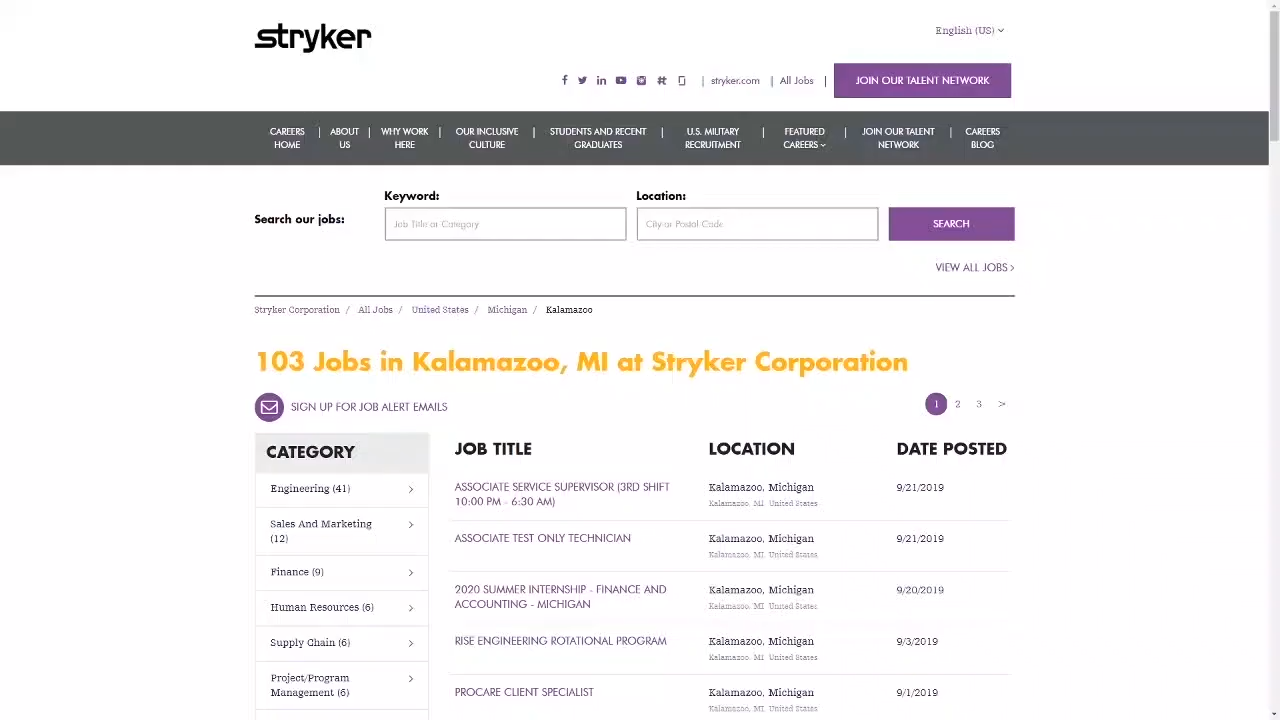 stryker
English (US)
| stryker.com | All Jobs |
JOIN OUR TALENT NETWORK
CAREERS HOME | ABOUT US | WHY WORK HERE | OUR INCLUSIVE CULTURE | STUDENTS AND RECENT GRADUATES | U.S. MILITARY RECRUITMENT | FEATURED CAREERS | JOIN OUR TALENT NETWORK | CAREERS BLOG
Keyword: Location:
Search our jobs: Job Title or Category City or Postal Code SEARCH
VIEW ALL JOBS >
Stryker Corporation / All Jobs / United States / Michigan / Kalamazoo
103 Jobs in Kalamazoo, MI at Stryker Corporation
SIGN UP FOR JOB ALERT EMAILS
1 2 3 >
CATEGORY
Engineering (41)
Sales And Marketing
(12)
Finance (9)
Human Resources (6)
Supply Chain (6)
Project/Program
Management (6)
JOB TITLE LOCATION DATE POSTED
ASSOCIATE SERVICE SUPERVISOR (3RD SHIFT
10:00 PM - 6:30 AM)
Kalamazoo, Michigan
Kalamazoo, MI United States
9/21/2019
ASSOCIATE TEST ONLY TECHNICIAN
Kalamazoo, Michigan
Kalamazoo, MI United States
9/21/2019
2020 SUMMER INTERNSHIP - FINANCE AND
ACCOUNTING - MICHIGAN
Kalamazoo, Michigan
Kalamazoo, MI United States
9/20/2019
RISE ENGINEERING ROTATIONAL PROGRAM
Kalamazoo, Michigan
Kalamazoo, MI United States
9/3/2019
PROCARE CLIENT SPECIALIST
Kalamazoo, Michigan
Kalamazoo, MI United States
9/1/2019